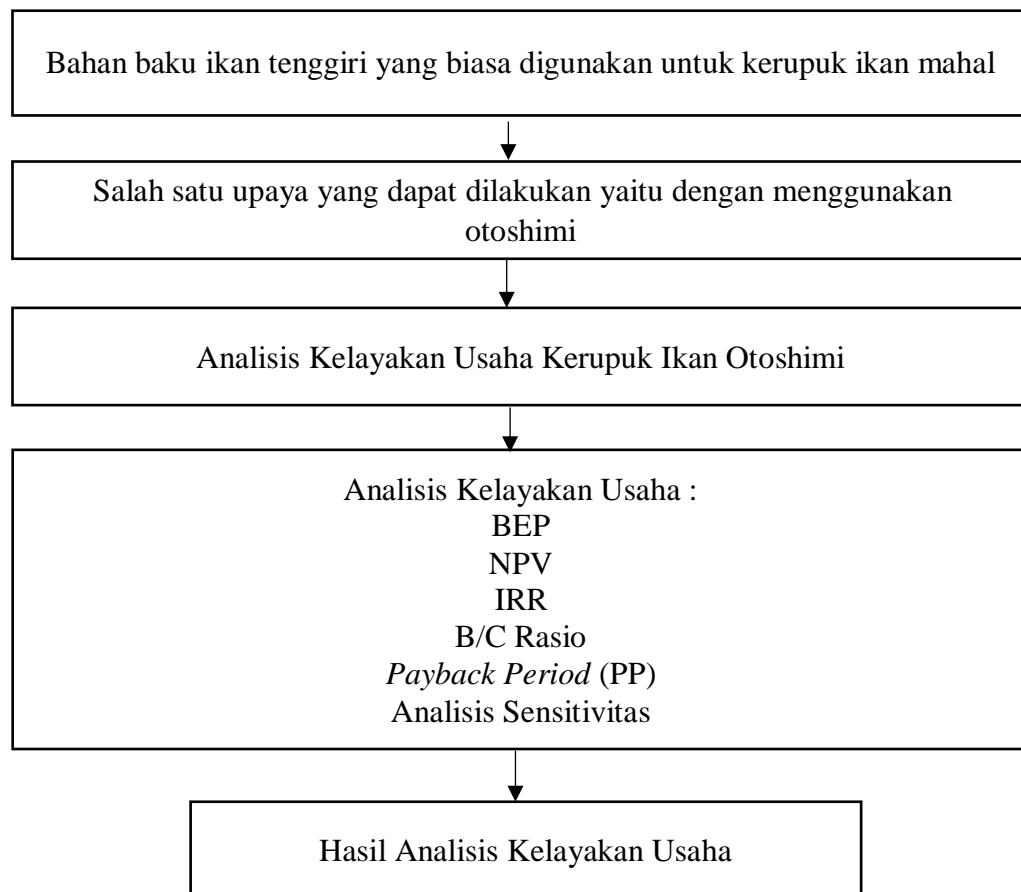 Bahan baku ikan tenggiri yang biasa digunakan untuk kerupuk ikan mahal
Salah satu upaya yang dapat dilakukan yaitu dengan menggunakan
otoshimi
Analisis Kelayakan Usaha Kerupuk Ikan Otoshimi
Analisis Kelayakan Usaha :
BEP
NPV
IRR
B/C Rasio
Payback Period (PP)
Analisis Sensitivitas
Hasil Analisis Kelayakan Usaha